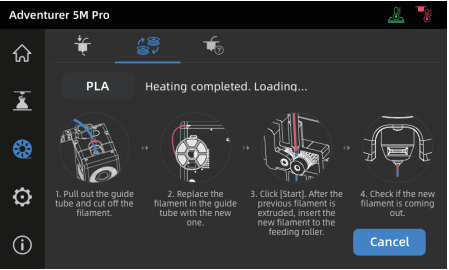 Adventurer 5M Pro
PLA
Heating completed. Loading...
1. Pull out the guide
tube and cut off the
filament.
2. Replace the
filament in the guide
tube with the new
one.
3. Click [Start]. After the
previous filament is
extruded, insert the
new filament to the
feeding roller.
4. Check if the new
filament is coming
out.
Cancel